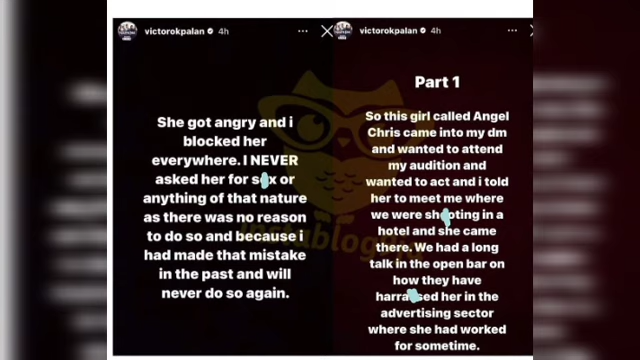 victorokpalan 4h
She got angry and i
blocked her
everywhere. I NEVER
asked her for sex or
anything of that nature
as there was no reason
to do so and because i
had made that mistake
in the past and will
never do so again.
victorokpalan 4h
Part 1
So this girl called Angel
Chris came into my dm
and wanted to attend
my audition and
wanted to act and i told
her to meet me where
we were shooting in a
hotel and she came
there. We had a long
talk in the open bar on
how they have
harrassed her in the
advertising sector
where she had worked
for sometime.